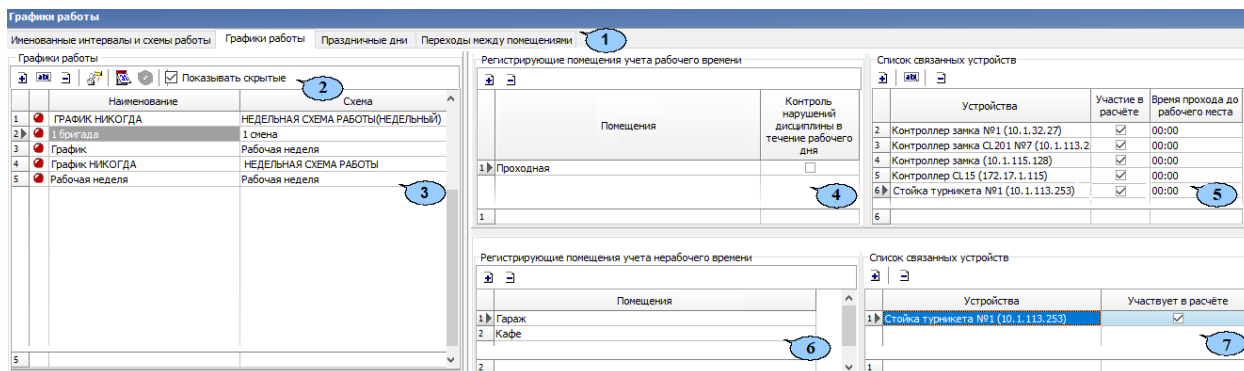 Графики работы
Именованные интервалы и схемы работы Графики работы Праздничные дни Переходы между помещениями 1
Графики работы
Показывать скрытые 2
Наименование Схема
1 ГРАФИК НИКОГДА НЕДЕЛЬНАЯ СХЕМА РАБОТЫ(НЕДЕЛЬНЫЙ)
2 1 бригада 1 смена
3 График Рабочая неделя
4 График НИКОГДА НЕДЕЛЬНАЯ СХЕМА РАБОТЫ
5 Рабочая неделя Рабочая неделя
3
5
Регистрирующие помещения учета рабочего времени
Помещения Контроль
нарушений
дисциплины в
течение рабочего
дня
1 Проходная
4
1
Список связанных устройств
abl
Устройства Участие в расчёте Время прохода до рабочего места
2 Контроллер замка №1 (10.1.32.27) 00:00
3 Контроллер замка CL201 №7 (10.1.113.2 00:00
4 Контроллер замка (10.1.115.128) 00:00
5 Контроллер CL15 (172.17.1.115) 00:00
6 Стойка турникета №1 (10.1.113.253) 00:00
5
6
Регистрирующие помещения учета нерабочего времени
Помещения
1 Гараж
2 Кафе
6
2
Список связанных устройств
Устройства Участвует в расчёте
1 Стойка турникета №1 (10.1.113.253)
7
1